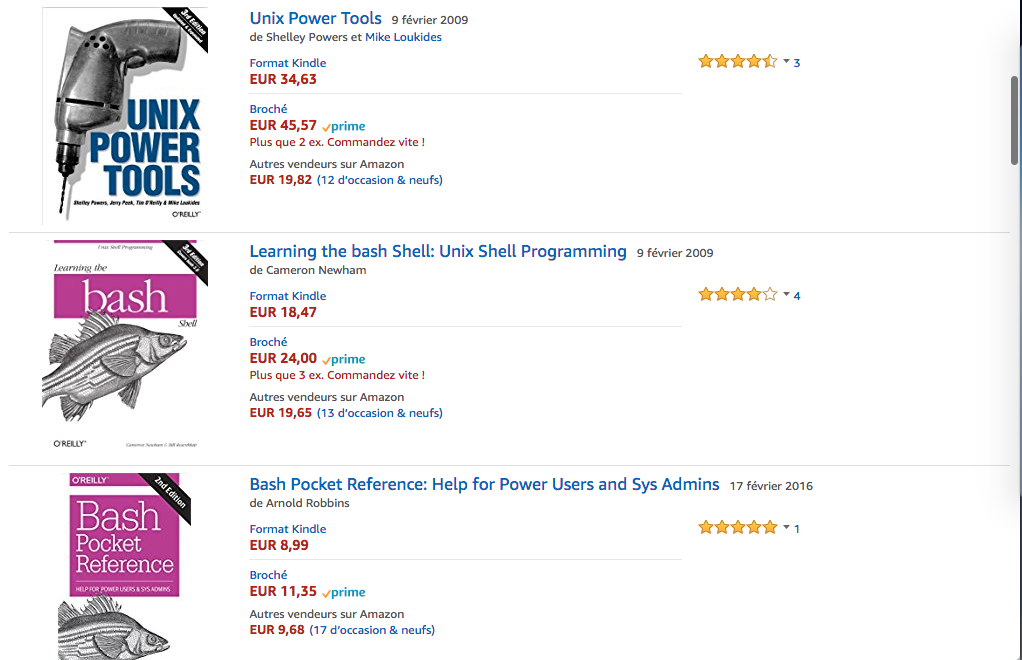 3rd Edition
Unix Power Tools 9 février 2009
de Shelley Powers et Mike Loukides
Format Kindle
EUR 34,63
3
Broché
EUR 45,57 prime
Plus que 2 ex. Commandez vite !
Autres vendeurs sur Amazon
EUR 19,82 (12 d'occasion & neufs)
UNIX
POWER
TOOLS
Shelley Powers, Jerry Peek, Tim O'Reilly & Mike Loukides
O'REILLY
Learning the bash Shell: Unix Shell Programming 9 février 2009
de Cameron Newham
Format Kindle
EUR 18,47
4
Broché
EUR 24,00 prime
Plus que 3 ex. Commandez vite !
Autres vendeurs sur Amazon
EUR 19,65 (13 d'occasion & neufs)
Unix Shell Programming
3rd Edition
Learning the
bash
Shell
O'REILLY
Cameron Newham & Bill Rosenblatt
Bash Pocket Reference: Help for Power Users and Sys Admins 17 février 2016
de Arnold Robbins
Format Kindle
EUR 8,99
1
Broché
EUR 11,35 prime
Autres vendeurs sur Amazon
EUR 9,68 (17 d'occasion & neufs)
O'REILLY
2nd Edition
Bash
Pocket
Reference
HELP FOR POWER USERS & SYS ADMINS